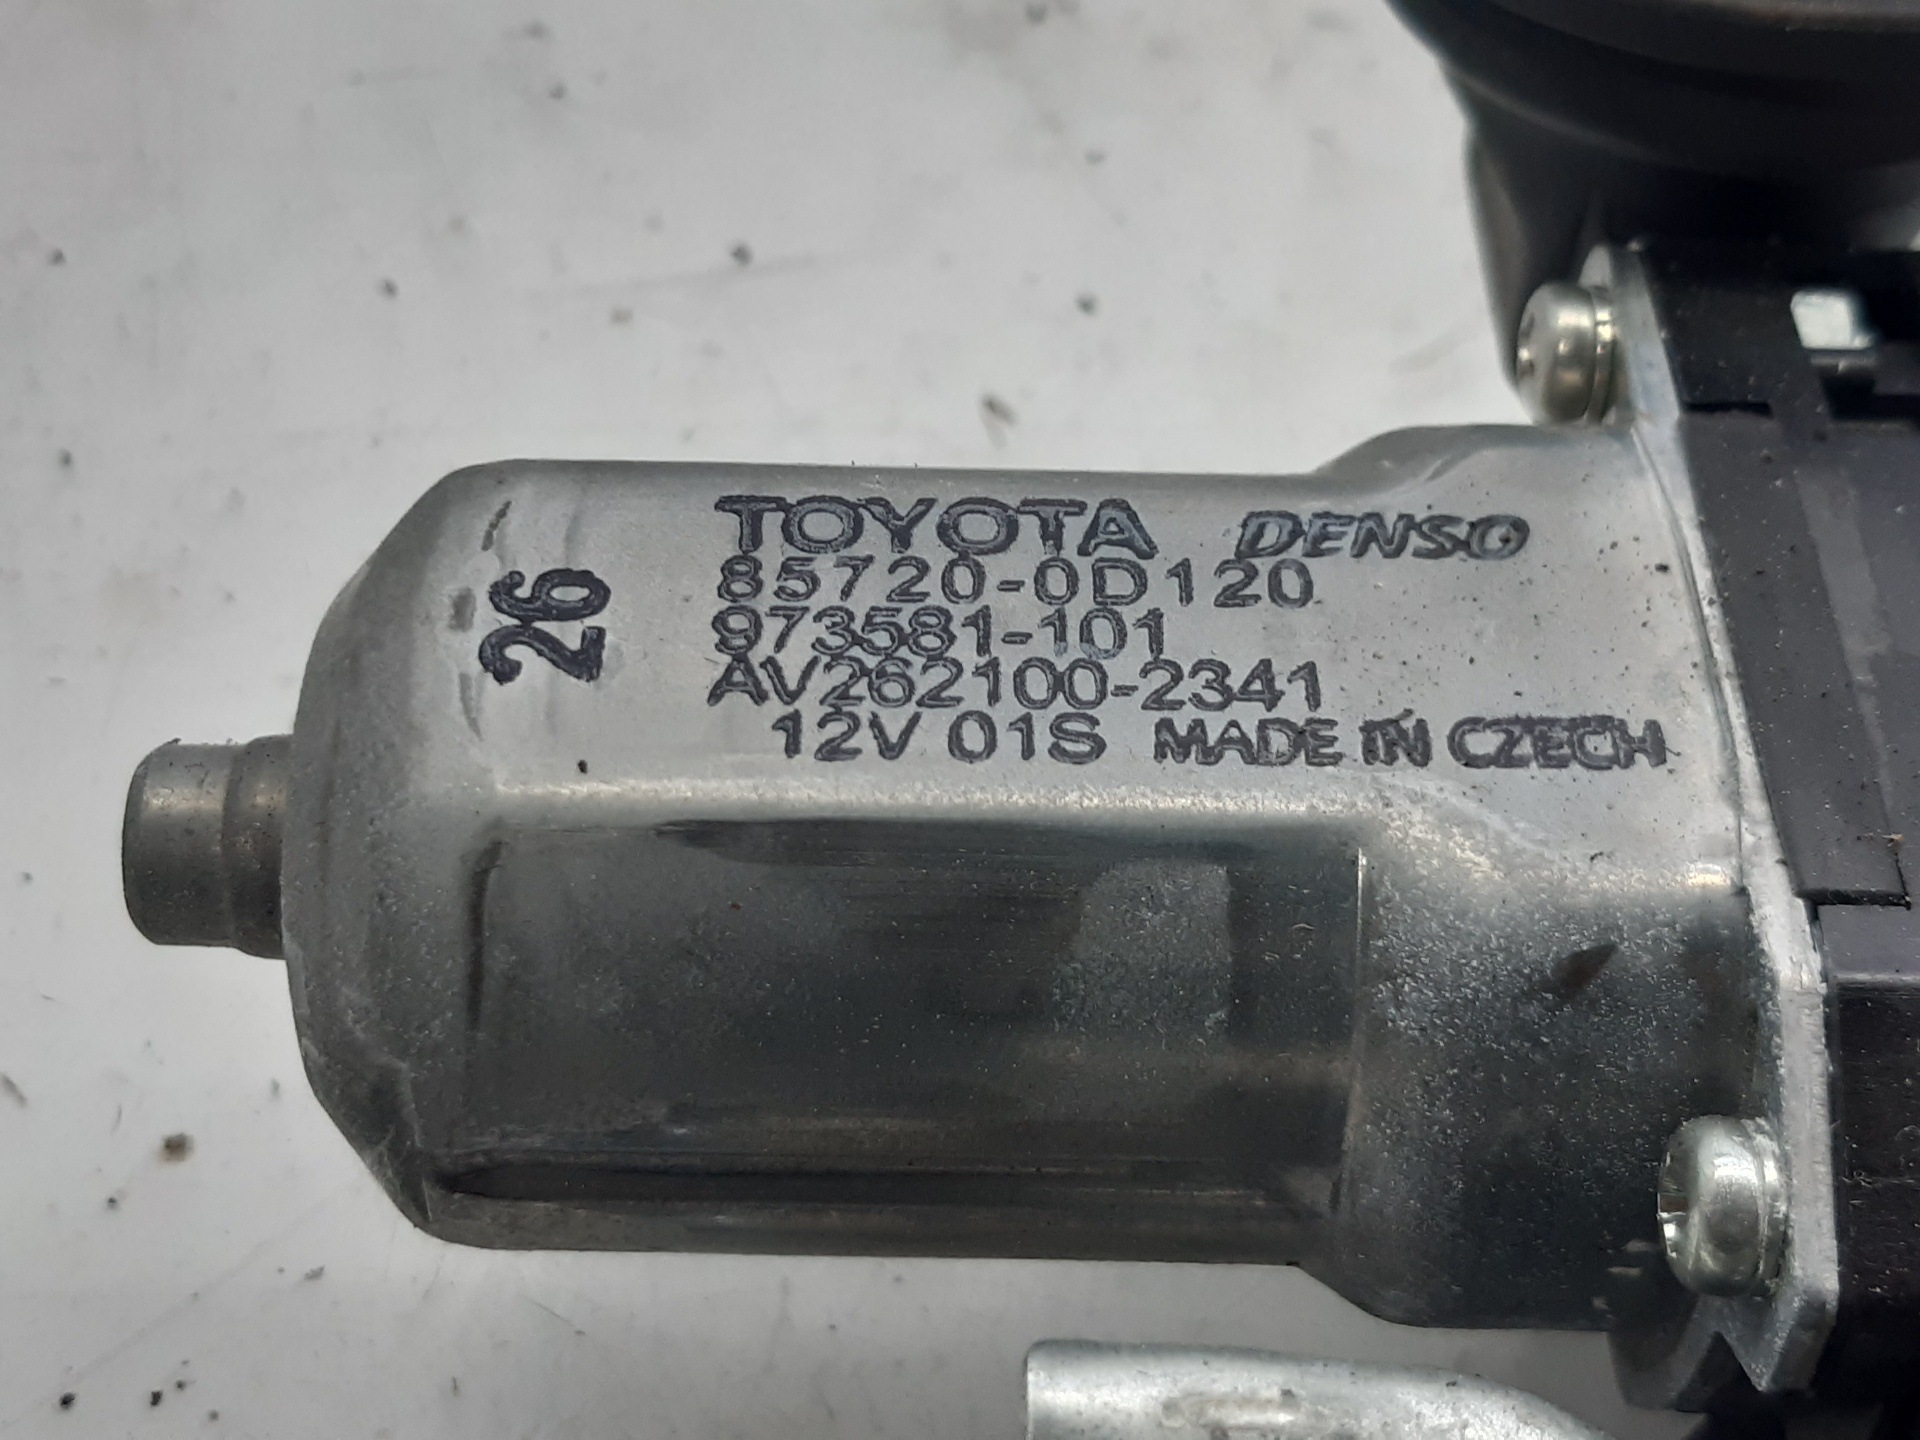 TOYOTA DENSO
85720-0D120
973581-101
AV262100-2341
12V 01S MADE IN CZECH
26